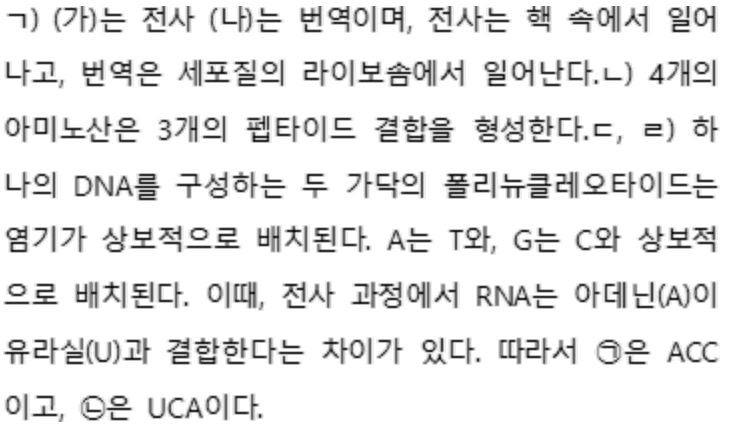 ㄱ) (가)는 전사 (나)는 번역이며, 전사는 핵 속에서 일어
나고, 번역은 세포질의 라이보솜에서 일어난다.ㄴ) 4개의
아미노산은 3개의 펩타이드 결합을 형성한다.ㄷ, ㄹ) 하
나의 DNA를 구성하는 두 가닥의 폴리뉴클레오타이드는
염기가 상보적으로 배치된다. A는 T와, G는 C와 상보적
으로 배치된다. 이때, 전사 과정에서 RNA는 아데닌(A)이
유라실(U)과 결합한다는 차이가 있다. 따라서 ㉠은 ACC
이고, ㉡은 UCA이다.